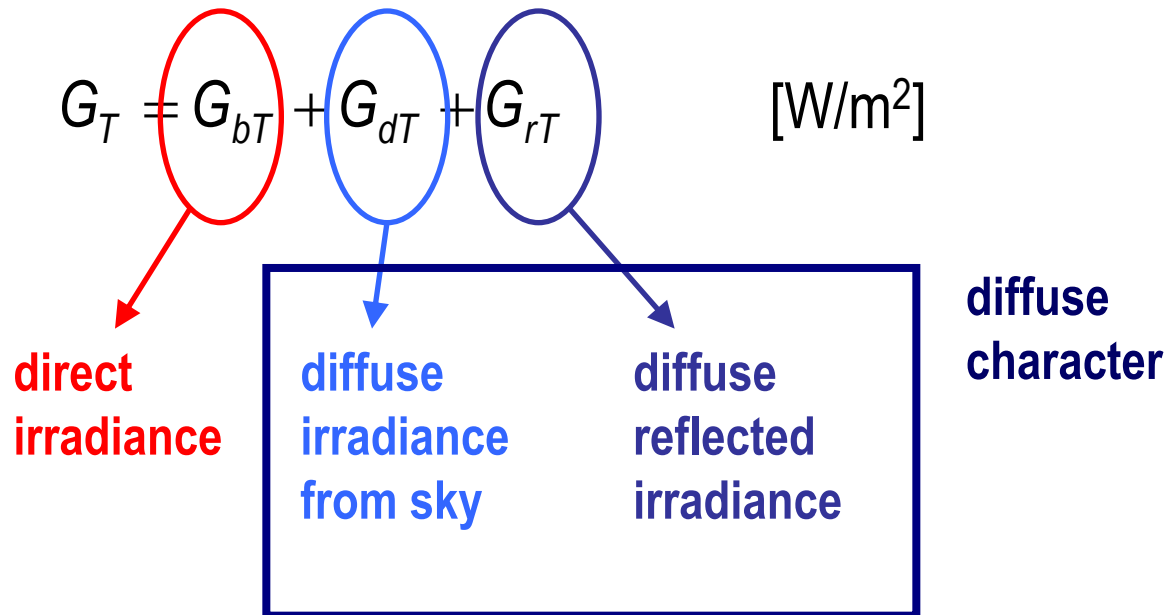 G_T = G_bT + G_dT + G_rT [W/m²]
diffuse
character
direct
irradiance
diffuse
irradiance
from sky
diffuse
reflected
irradiance